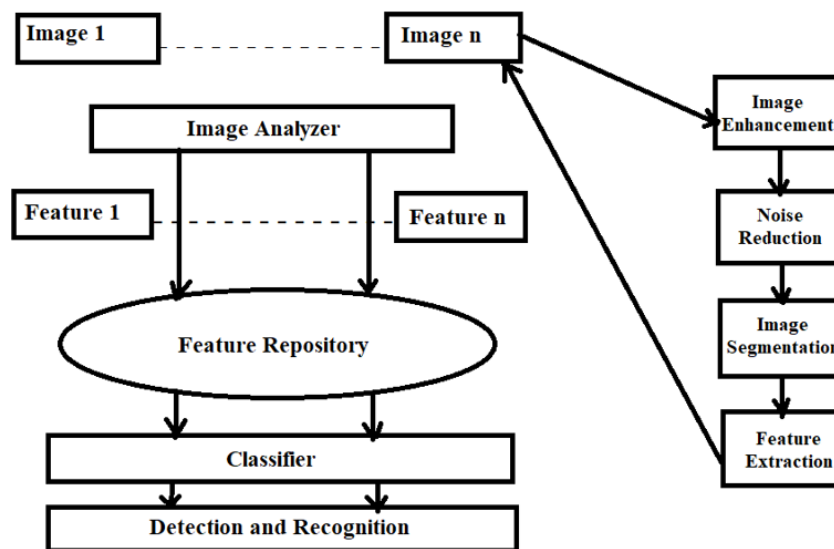 Image 1
Image n
Image Analyzer
Feature 1
Feature n
Feature Repository
Classifier
Detection and Recognition
Image
Enhancement
Noise
Reduction
Image
Segmentation
Feature
Extraction